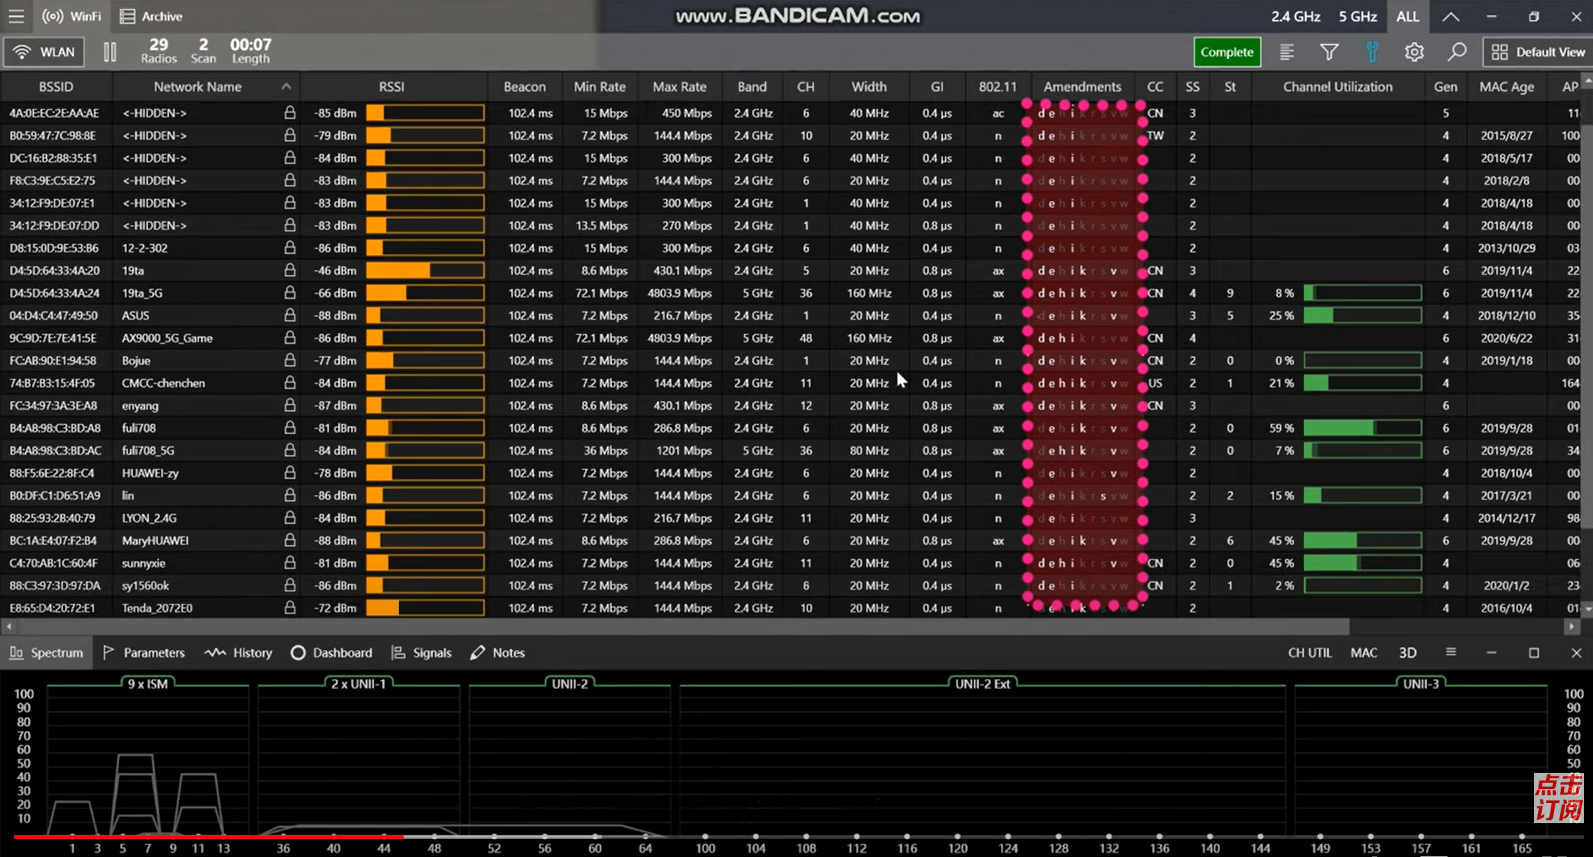 WinFi Archive www.BANDICAM.com 2.4 GHz 5 GHz ALL
WLAN 29 Radios 2 Scan 00:07 Length Complete Default View
BSSID Network Name RSSI Beacon Min Rate Max Rate Band CH Width GI 802.11 Amendments CC SS St Channel Utilization Gen MAC Age AP
4A:0E:EC:2E:AA:AE <-HIDDEN-> -85 dBm 102.4 ms 15 Mbps 450 Mbps 2.4 GHz 6 40 MHz 0.4 µs ac d e h i k r s v w CN 3 5 11
B0:59:47:7C:98:8E <-HIDDEN-> -79 dBm 102.4 ms 7.2 Mbps 144.4 Mbps 2.4 GHz 10 20 MHz 0.4 µs n d e h i k r s v w TW 2 4 2015/8/27 100
DC:16:B2:88:35:E1 <-HIDDEN-> -84 dBm 102.4 ms 15 Mbps 300 Mbps 2.4 GHz 6 40 MHz 0.4 µs n d e h i k r s v w 2 4 2018/5/17 00
F8:C3:9E:C5:E2:75 <-HIDDEN-> -83 dBm 102.4 ms 7.2 Mbps 144.4 Mbps 2.4 GHz 6 20 MHz 0.4 µs n d e h i k r s v w 2 4 2018/2/8 00
34:12:F9:DE:07:E1 <-HIDDEN-> -83 dBm 102.4 ms 15 Mbps 300 Mbps 2.4 GHz 1 40 MHz 0.4 µs n d e h i k r s v w 2 4 2018/4/18 00
34:12:F9:DE:07:DD <-HIDDEN-> -83 dBm 102.4 ms 13.5 Mbps 270 Mbps 2.4 GHz 1 40 MHz 0.8 µs n d e h i k r s v w 2 4 2018/4/18 00
D8:15:0D:9E:53:B6 12-2-302 -86 dBm 102.4 ms 15 Mbps 300 Mbps 2.4 GHz 6 40 MHz 0.4 µs n d e h i k r s v w 2 4 2013/10/29 03
D4:5D:64:33:4A:20 19ta -46 dBm 102.4 ms 8.6 Mbps 430.1 Mbps 2.4 GHz 5 20 MHz 0.8 µs ax d e h i k r s v w CN 3 6 2019/11/4 22
D4:5D:64:33:4A:24 19ta_5G -66 dBm 102.4 ms 72.1 Mbps 4803.9 Mbps 5 GHz 36 160 MHz 0.8 µs ax d e h i k r s v w CN 4 9 8 % 6 2019/11/4 22
04:D4:C4:47:49:50 ASUS -88 dBm 102.4 ms 7.2 Mbps 216.7 Mbps 2.4 GHz 1 20 MHz 0.4 µs n d e h i k r s v w 3 5 25 % 4 2018/12/10 35
9C:9D:7E:7E:41:5E AX9000_5G_Game -86 dBm 102.4 ms 72.1 Mbps 4803.9 Mbps 5 GHz 48 160 MHz 0.8 µs ax d e h i k r s v w CN 4 6 2020/6/22 31
FC:AB:90:E1:94:58 Bojue -77 dBm 102.4 ms 7.2 Mbps 144.4 Mbps 2.4 GHz 1 20 MHz 0.4 µs n d e h i k r s v w CN 2 0 0 % 4 2019/1/18 00
74:B7:B3:15:4F:05 CMCC-chenchen -84 dBm 102.4 ms 7.2 Mbps 144.4 Mbps 2.4 GHz 11 20 MHz 0.4 µs n d e h i k r s v w US 2 1 21 % 4 164
FC:34:97:3A:3E:A8 enyang -87 dBm 102.4 ms 8.6 Mbps 430.1 Mbps 2.4 GHz 12 20 MHz 0.8 µs ax d e h i k r s v w CN 3 6 00
B4:A8:98:C3:BD:A8 fuli708 -81 dBm 102.4 ms 8.6 Mbps 286.8 Mbps 2.4 GHz 6 20 MHz 0.8 µs ax d e h i k r s v w 2 0 59 % 6 2019/9/28 01
B4:A8:98:C3:BD:AC fuli708_5G -84 dBm 102.4 ms 36 Mbps 1201 Mbps 5 GHz 36 80 MHz 0.8 µs ax d e h i k r s v w 2 0 7 % 6 2019/9/28 34
88:F5:6E:22:8F:C4 HUAWEI-zy -78 dBm 102.4 ms 7.2 Mbps 144.4 Mbps 2.4 GHz 6 20 MHz 0.4 µs n d e h i k r s v w 2 4 2018/10/4 00
B0:DF:C1:D6:51:A9 lin -86 dBm 102.4 ms 7.2 Mbps 144.4 Mbps 2.4 GHz 6 20 MHz 0.4 µs n d e h i k r s v w 2 2 15 % 4 2017/3/21 00
88:25:93:2B:40:79 LYON_2.4G -84 dBm 102.4 ms 7.2 Mbps 216.7 Mbps 2.4 GHz 11 20 MHz 0.4 µs n d e h i k r s v w 3 4 2014/12/17 98
BC:1A:E4:07:F2:B4 MaryHUAWEI -88 dBm 102.4 ms 8.6 Mbps 286.8 Mbps 2.4 GHz 6 20 MHz 0.8 µs ax d e h i k r s v w 2 6 45 % 6 2019/9/28 00
C4:70:AB:1C:60:4F sunnyxie -81 dBm 102.4 ms 7.2 Mbps 144.4 Mbps 2.4 GHz 11 20 MHz 0.4 µs n d e h i k r s v w CN 2 0 45 % 4 06
88:C3:97:3D:97:DA sy1560ok -86 dBm 102.4 ms 7.2 Mbps 144.4 Mbps 2.4 GHz 6 20 MHz 0.4 µs n d e h i k r s v w CN 2 1 2 % 4 2020/1/2 23
E8:65:D4:20:72:E1 Tenda_2072E0 -72 dBm 102.4 ms 7.2 Mbps 144.4 Mbps 2.4 GHz 10 20 MHz 0.4 µs n d e h i k 2 4 2016/10/4 01
Spectrum Parameters History Dashboard Signals Notes CH UTIL MAC 3D
9 x ISM 2 x UNII-1 UNII-2 UNII-2 Ext UNII-3
100 100
90 90
80 80
70 70
60 60
50 50
40
30
20
10
点击
订阅
1 3 5 7 9 11 13 36 40 44 48 52 56 60 64 100 104 108 112 116 120 124 128 132 136 140 144 149 153 157 161 165